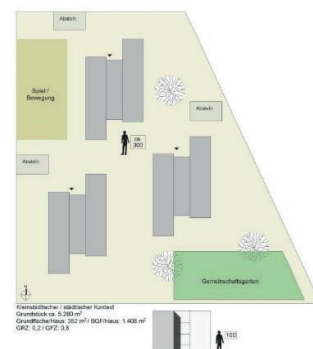 Abstell.
Spiel /
Bewegung
ca.
300
Abstell.
Abstell.
Gemeinschaftsgarten
Kleinstädtischer / städtischer Kontext
Grundstück ca. 5.280 m²
Grundfläche/Haus: 352 m² / BGF/Haus: 1.408 m²
GRZ: 0,2 / GFZ: 0,8
100